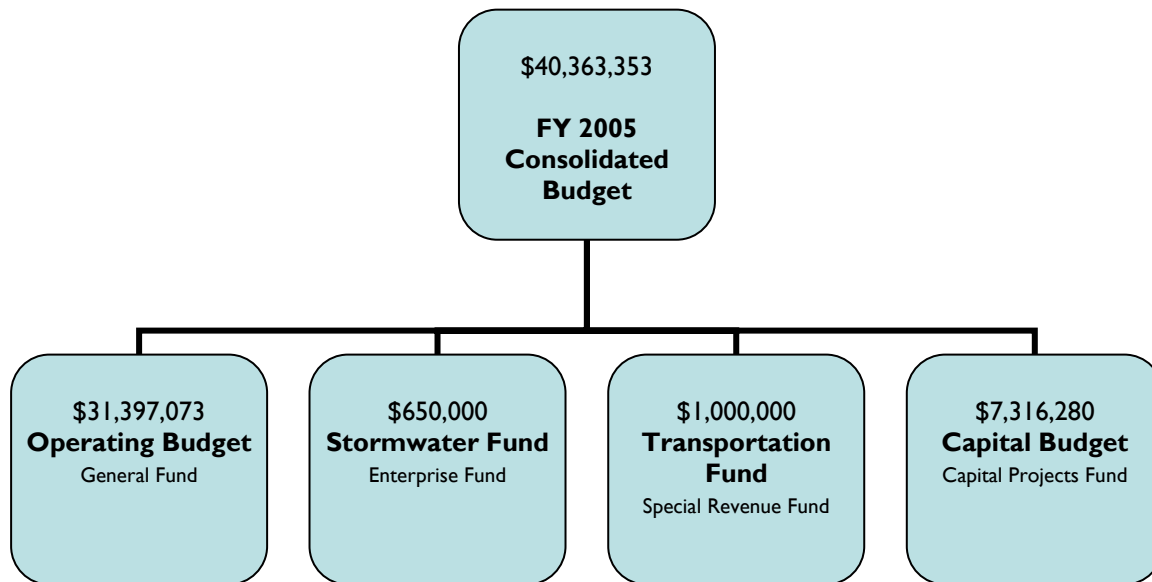 $40,363,353
FY 2005
Consolidated
Budget
$31,397,073
Operating Budget
General Fund
$650,000
Stormwater Fund
Enterprise Fund
$1,000,000
Transportation
Fund
Special Revenue Fund
$7,316,280
Capital Budget
Capital Projects Fund